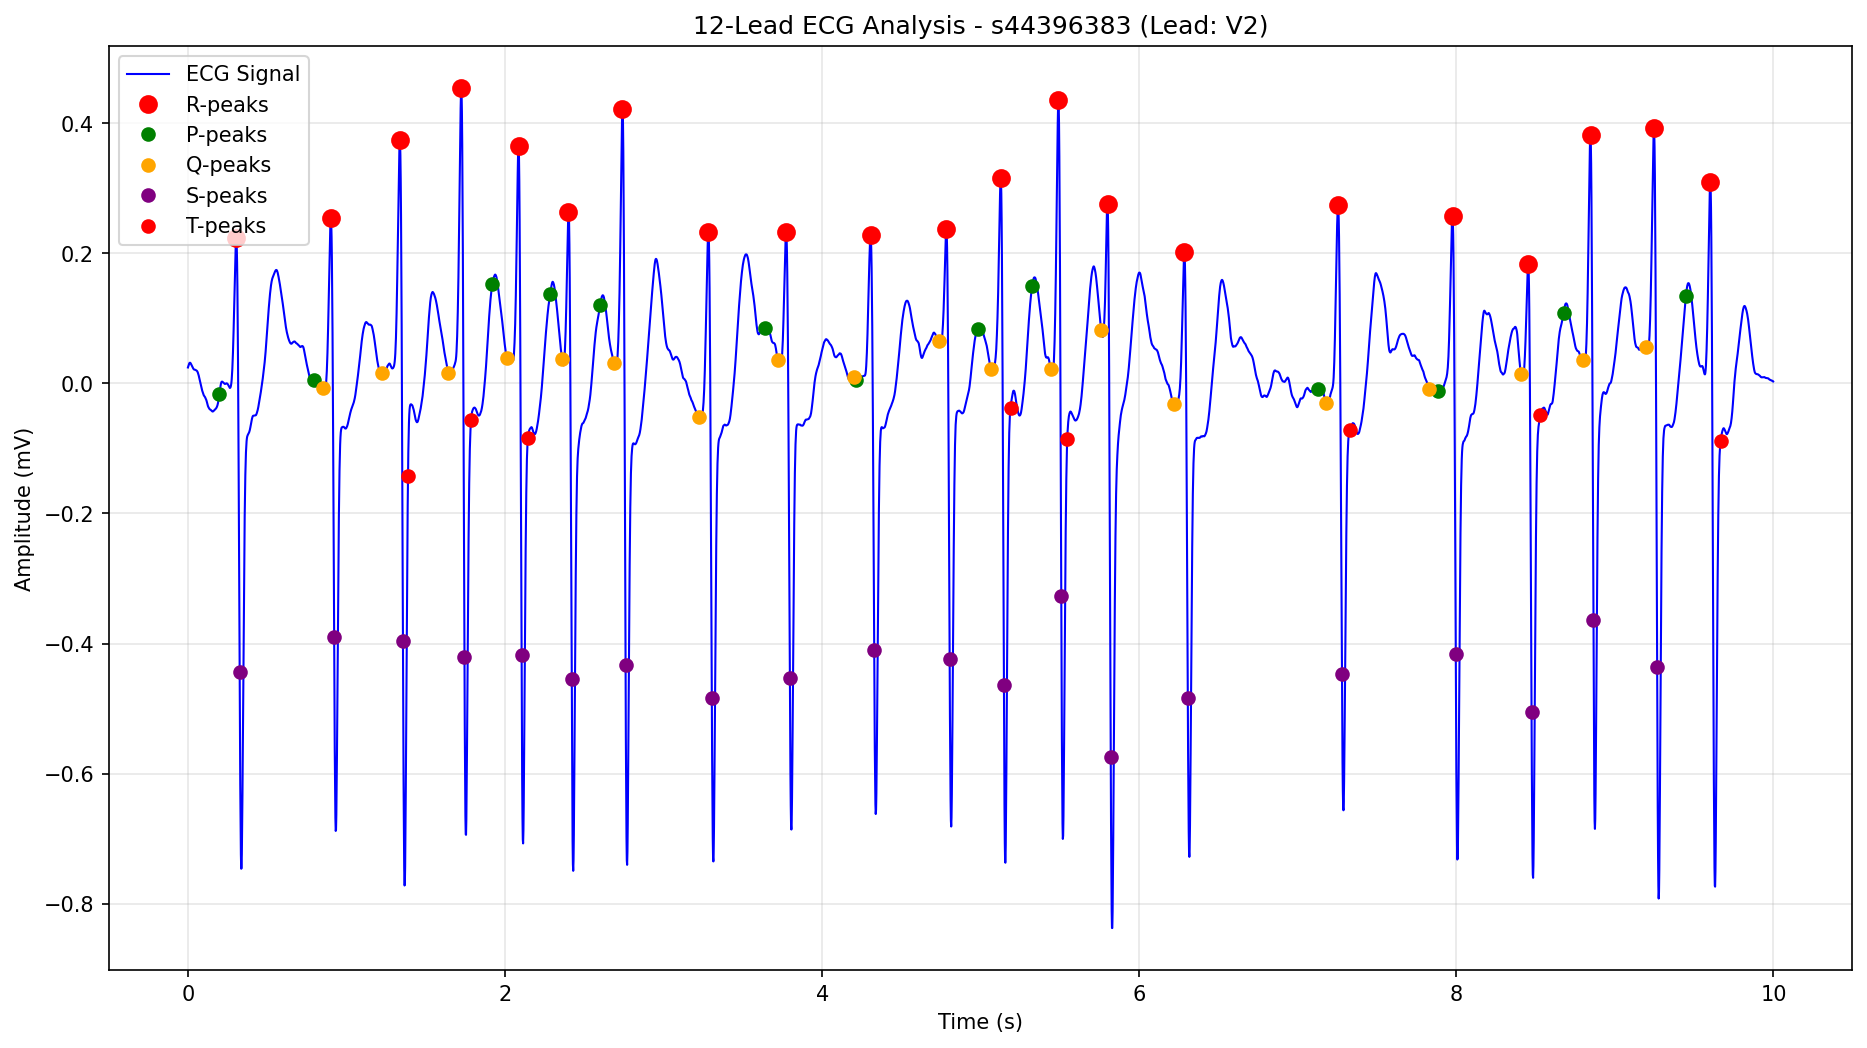 12-Lead ECG Analysis - s44396383 (Lead: V2)
ECG Signal
R-peaks
P-peaks
Q-peaks
S-peaks
T-peaks
0.4
0.2
0.0
−0.2
−0.4
−0.6
−0.8
Amplitude (mV)
0 2 4 6 8 10
Time (s)